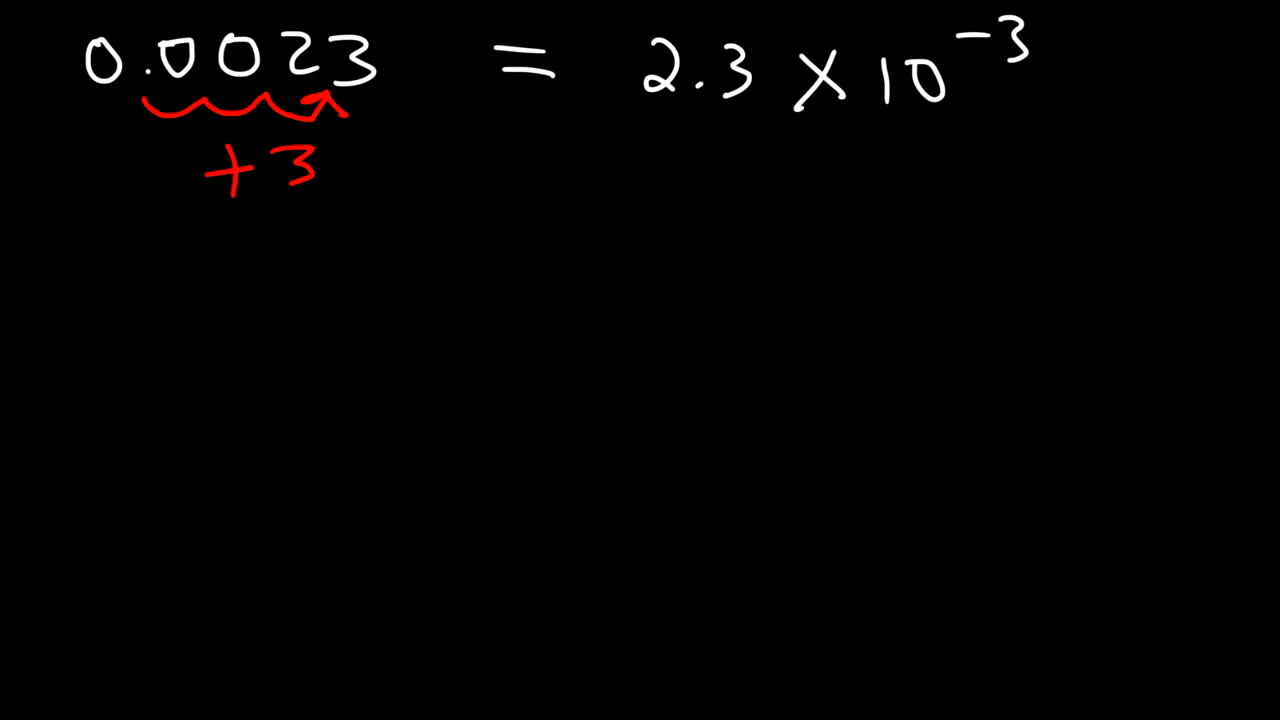 0.0023 = 2.3 × 10⁻³
+3